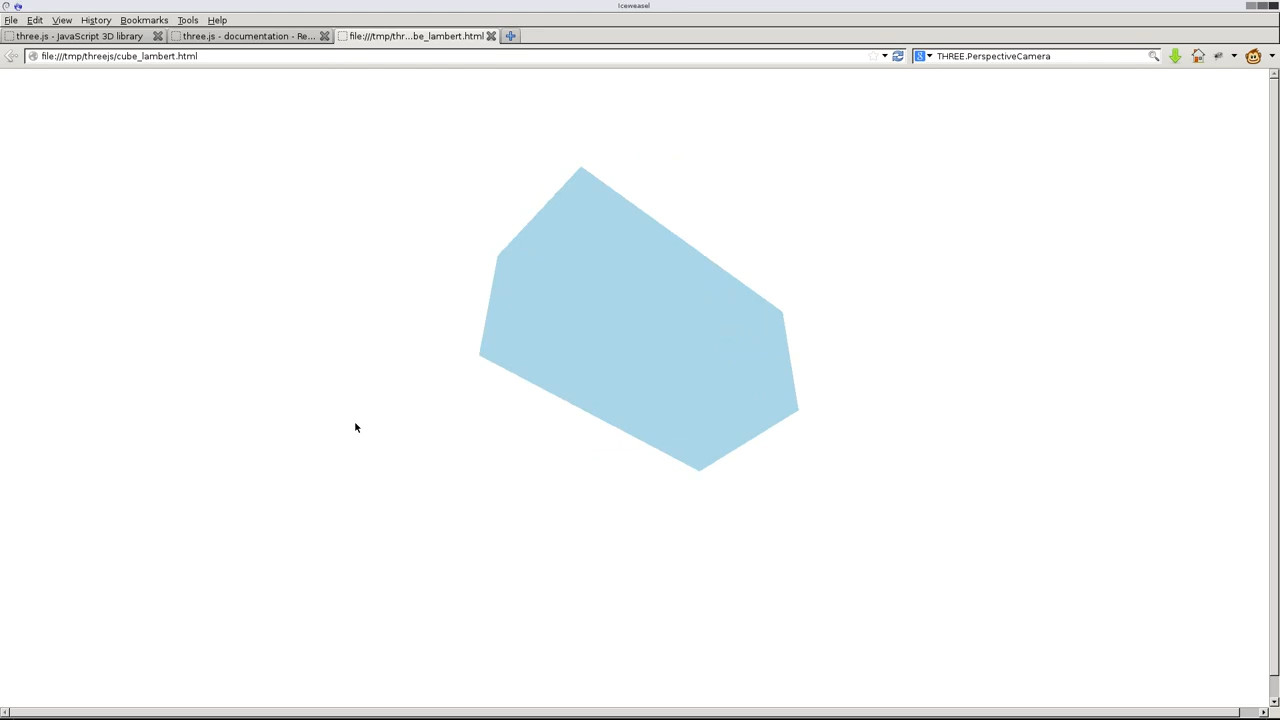 Iceweasel
File Edit View History Bookmarks Tools Help
three.js - JavaScript 3D library three.js - documentation - Re... file:///tmp/thr...be_lambert.html
file:///tmp/threejs/cube_lambert.html THREE.PerspectiveCamera